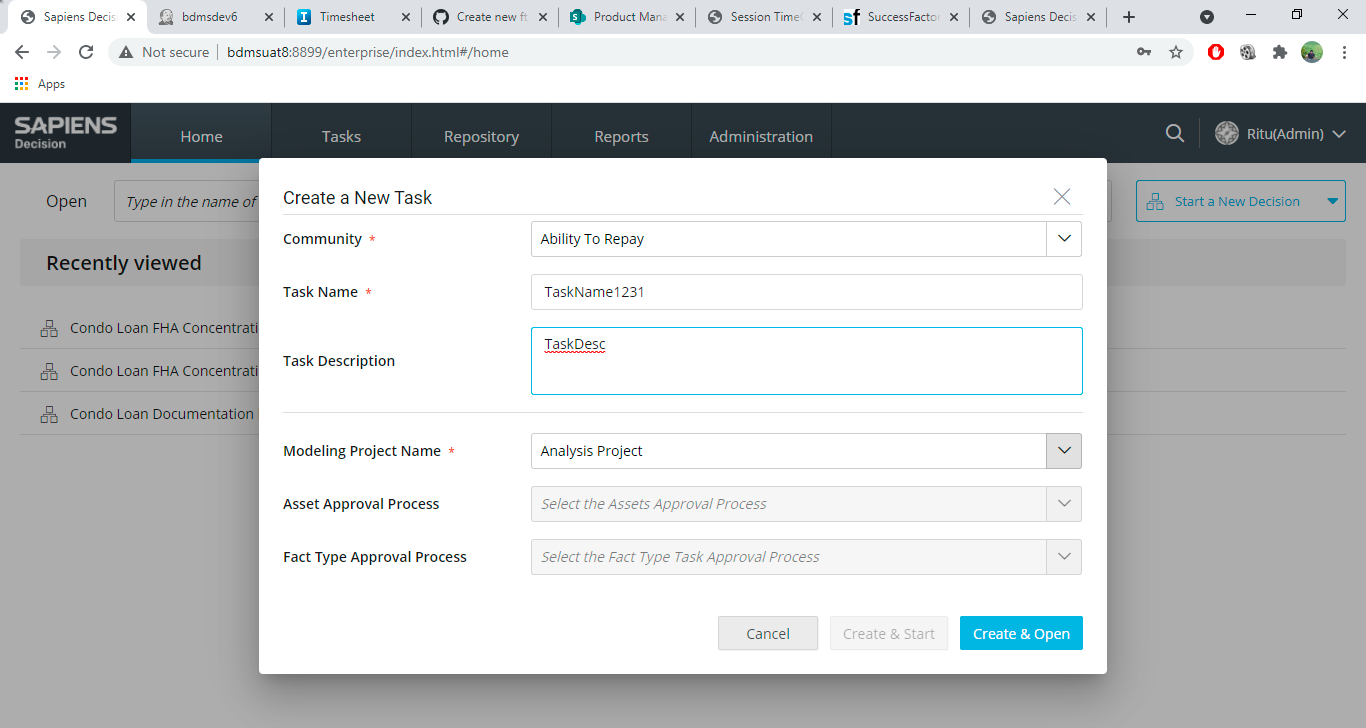 Sapiens Decis
bdmsdev6
Timesheet
Create new ft
Product Mana
Session Time
SuccessFactor
Sapiens Decis
Not secure
bdmsuat8:8899/enterprise/index.html#/home
Apps
SAPIENS
Decision
Home
Tasks
Repository
Reports
Administration
Ritu(Admin)
Open
Type in the name of
Start a New Decision
Recently viewed
Condo Loan FHA Concentrati
Condo Loan FHA Concentrati
Condo Loan Documentation
Create a New Task
Community *
Ability To Repay
Task Name *
TaskName1231
Task Description
TaskDesc
Modeling Project Name *
Analysis Project
Asset Approval Process
Select the Assets Approval Process
Fact Type Approval Process
Select the Fact Type Task Approval Process
Cancel
Create & Start
Create & Open